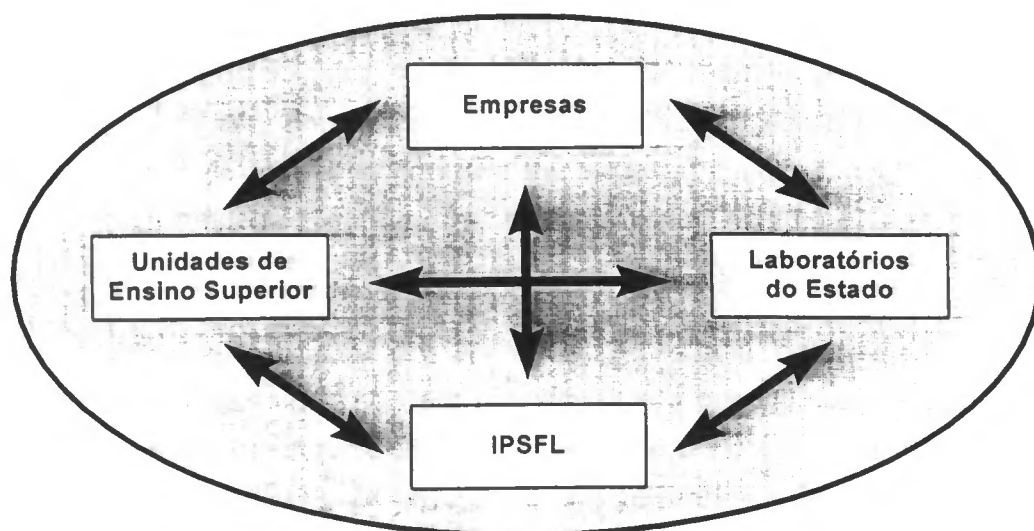 Empresas
Unidades de
Ensino Superior
Laboratórios
do Estado
IPSFL